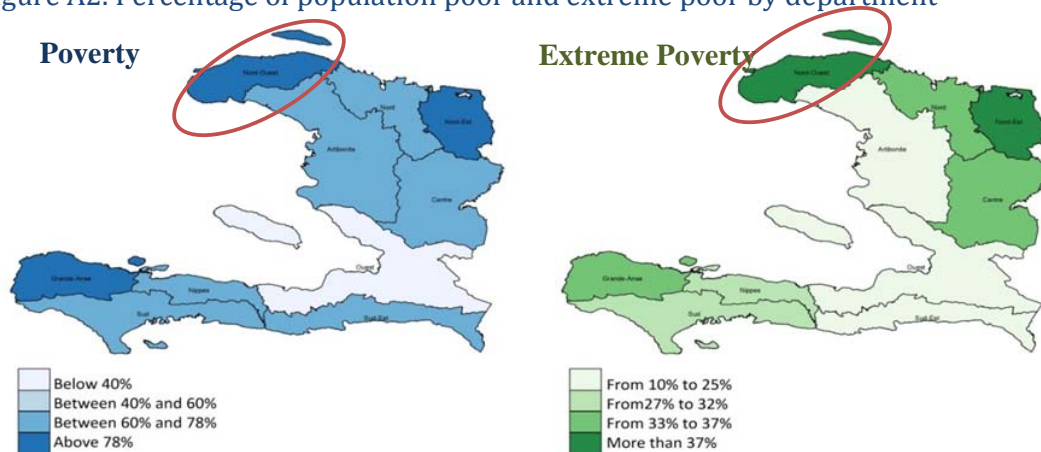 igure A2. Percentage of population poor and extreme poor by department
Poverty
Nord-Ouest
Nord
Nord-Est
Artibonite
Centre
Ouest
Grande-Anse
Nippes
Sud
Sud-Est
Below 40%
Between 40% and 60%
Between 60% and 78%
Above 78%
Extreme Poverty
Nord-Ouest
Nord
Nord-Est
Artibonite
Centre
Ouest
Grande-Anse
Nippes
Sud
Sud-Est
From 10% to 25%
From27% to 32%
From 33% to 37%
More than 37%